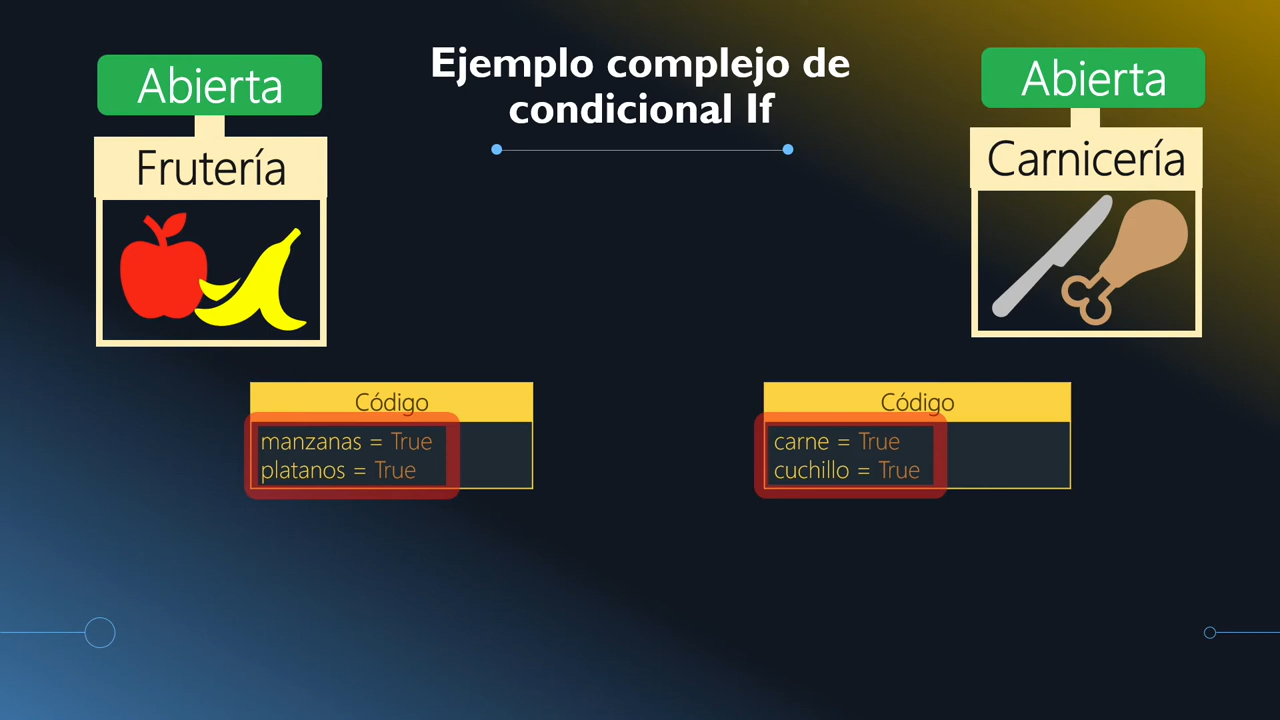 Ejemplo complejo de
condicional If
Abierta
Frutería
Abierta
Carnicería
Código
manzanas = True
platanos = True
Código
carne = True
cuchillo = True